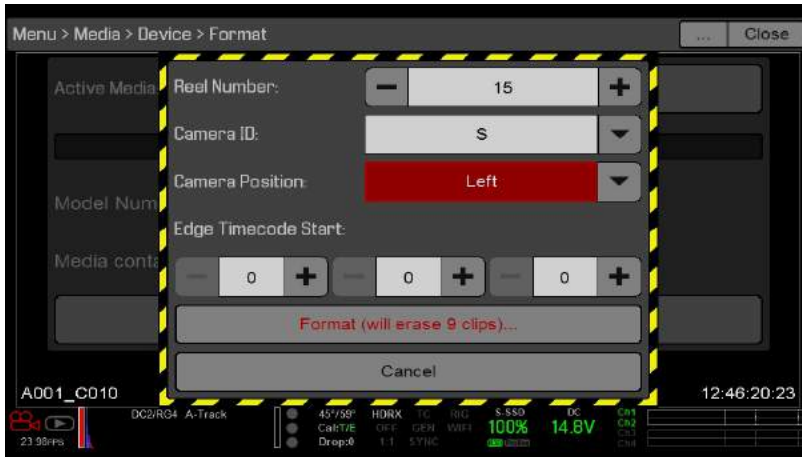 Menu > Media > Device > Format ... Close
Active Media
Reel Number: 15
Camera ID: S
Camera Position: Left
Model Num
Edge Timecode Start:
Media conta
0 0 0
Format (will erase 9 clips)...
Cancel
A001_C010 12:46:20:23
DC2/RG4 A-Track 45°/59° HDRX TC RIG S-SSD DC Ch1
Cal:T/E OFF GEN WIFI 100% 14.8V Ch2
23.98FPS Drop:0 1:1 SYNC Ch3
Ch4